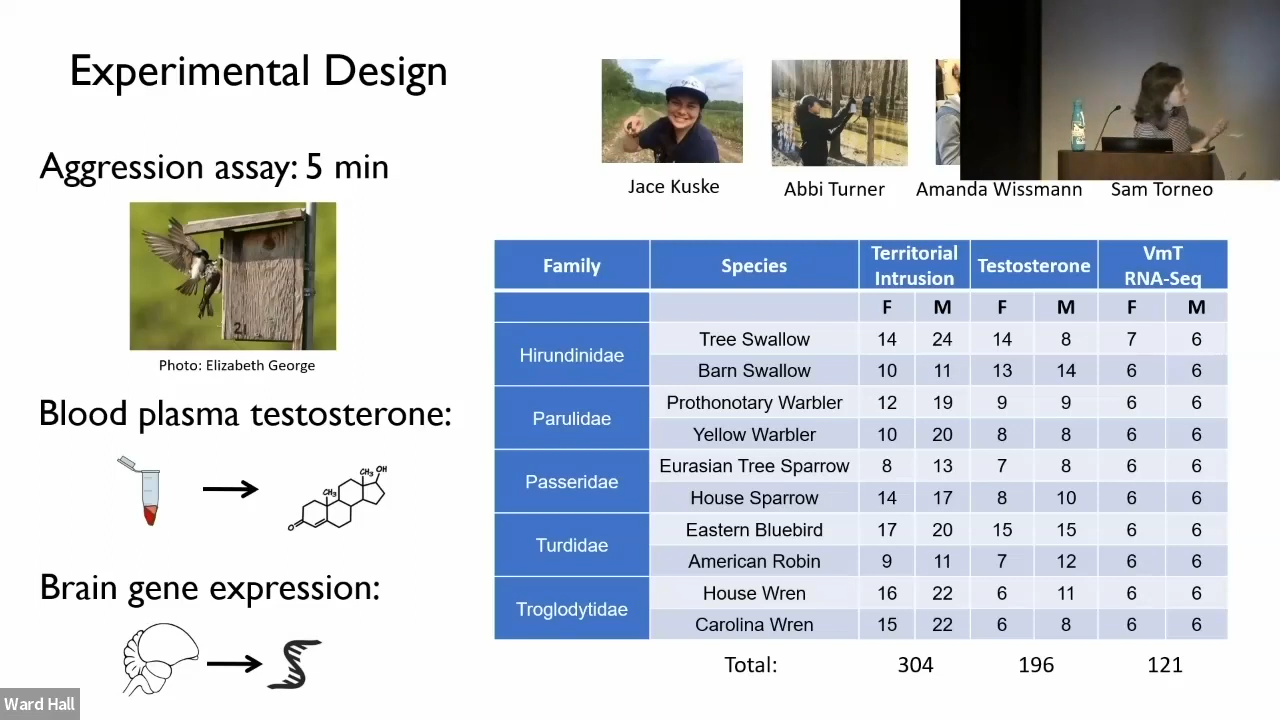 Experimental Design
Aggression assay: 5 min
21
Photo: Elizabeth George
Blood plasma testosterone:
CH3 OH
CH3
O
Brain gene expression:
Jace Kuske Abbi Turner Amanda Wissmann Sam Torneo
Family Species Territorial Intrusion Testosterone VmT RNA-Seq
F M F M F M
Hirundinidae Tree Swallow 14 24 14 8 7 6
Barn Swallow 10 11 13 14 6 6
Parulidae Prothonotary Warbler 12 19 9 9 6 6
Yellow Warbler 10 20 8 8 6 6
Passeridae Eurasian Tree Sparrow 8 13 7 8 6 6
House Sparrow 14 17 8 10 6 6
Turdidae Eastern Bluebird 17 20 15 15 6 6
American Robin 9 11 7 12 6 6
Troglodytidae House Wren 16 22 6 11 6 6
Carolina Wren 15 22 6 8 6 6
Total: 304 196 121
Ward Hall